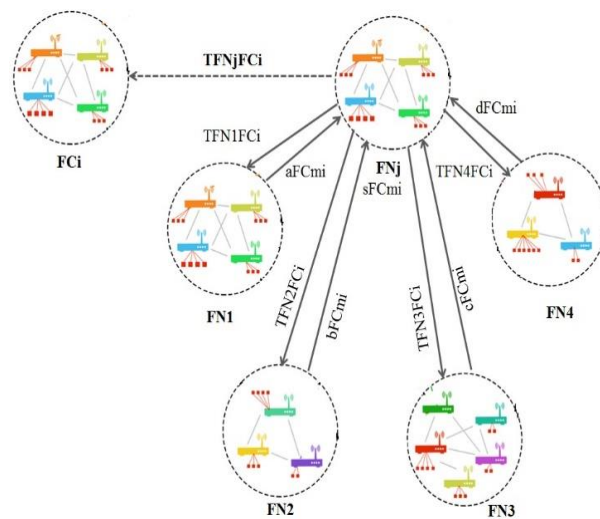 TFNjFCi
FCi
FNj
sFCmi
TFN1FCi
aFCmi
dFCmi
TFN4FCi
FN1
FN4
TFN2FCi
bFCmi
TFN3FCi
cFCmi
FN2
FN3